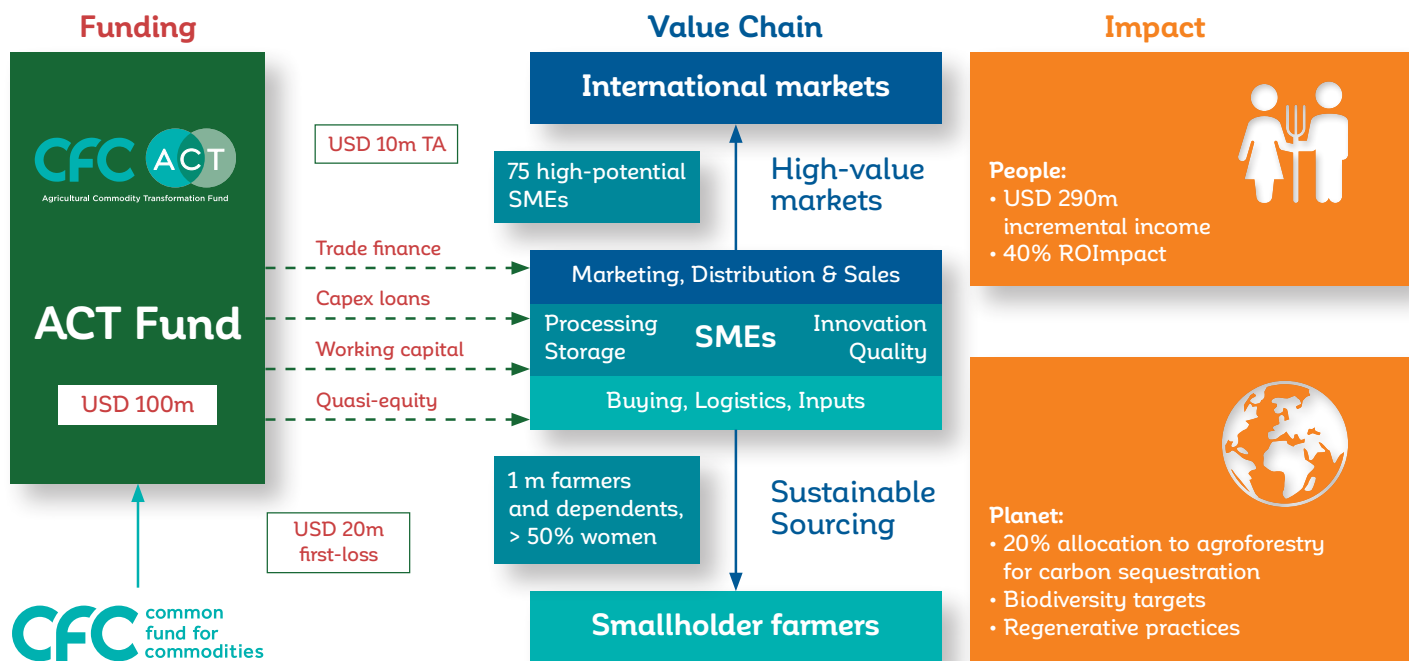 Funding
CFC ACT
Agricultural Commodity Transformation Fund
ACT Fund
USD 100m
USD 10m TA
Trade finance
Capex loans
Working capital
Quasi-equity
USD 20m
first-loss
CFC common
fund for
commodities
Value Chain
International markets
75 high-potential
SMEs
High-value
markets
Marketing, Distribution & Sales
Processing
Storage
SMEs
Innovation
Quality
Buying, Logistics, Inputs
1 m farmers
and dependents,
> 50% women
Sustainable
Sourcing
Smallholder farmers
Impact
People:
• USD 290m
incremental income
• 40% ROImpact
Planet:
• 20% allocation to agroforestry
for carbon sequestration
• Biodiversity targets
• Regenerative practices